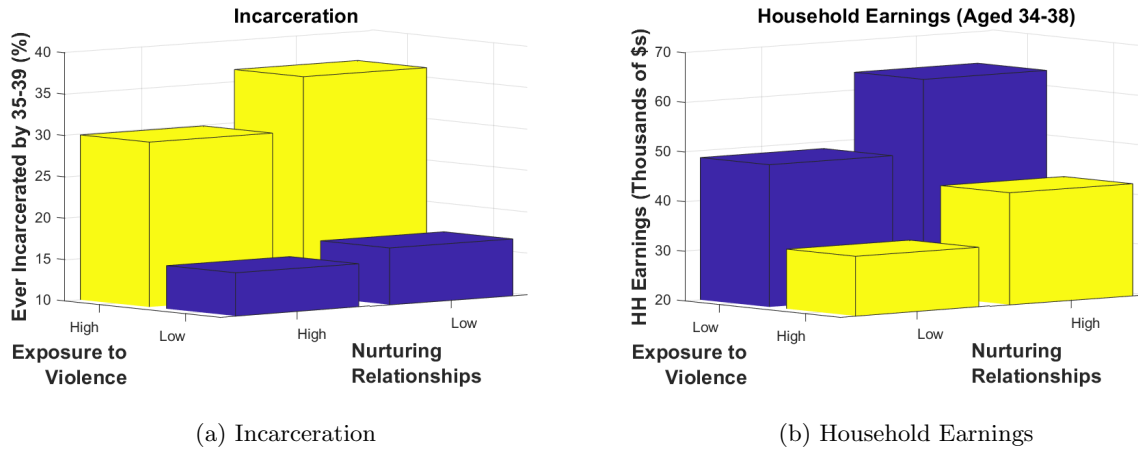 Incarceration
Ever Incarcerated by 35-39 (%)
40
35
30
25
20
15
10
High
Low
High
Low
Exposure to
Violence
Nurturing
Relationships
(a) Incarceration
Household Earnings (Aged 34-38)
HH Earnings (Thousands of $s)
70
60
50
40
30
20
Low
High
Low
High
Exposure to
Violence
Nurturing
Relationships
(b) Household Earnings